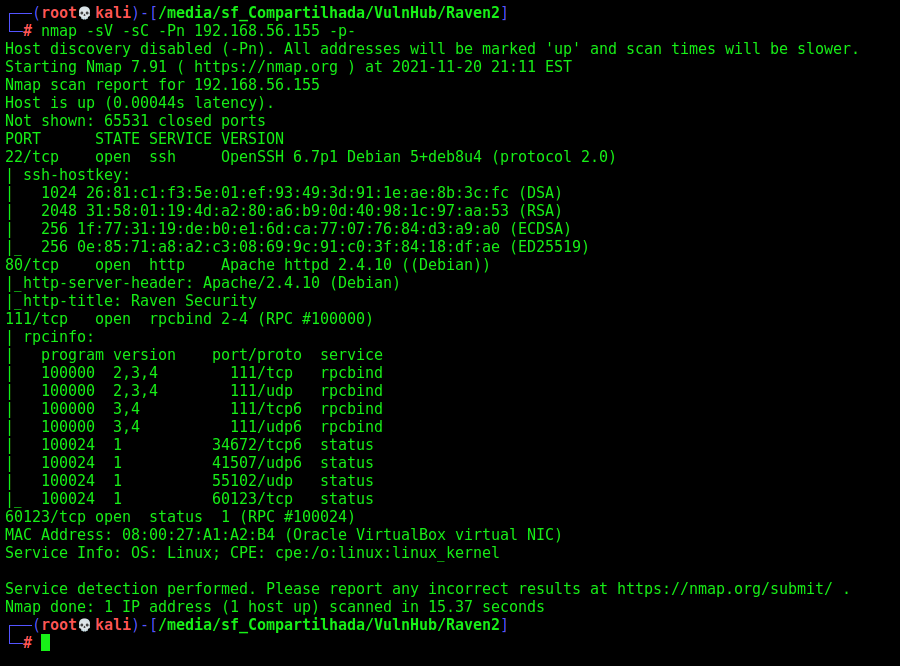 ┌──(root💀kali)-[/media/sf_Compartilhada/VulnHub/Raven2]
└─# nmap -sV -sC -Pn 192.168.56.155 -p-
Host discovery disabled (-Pn). All addresses will be marked 'up' and scan times will be slower.
Starting Nmap 7.91 ( https://nmap.org ) at 2021-11-20 21:11 EST
Nmap scan report for 192.168.56.155
Host is up (0.00044s latency).
Not shown: 65531 closed ports
PORT      STATE SERVICE VERSION
22/tcp    open  ssh     OpenSSH 6.7p1 Debian 5+deb8u4 (protocol 2.0)
| ssh-hostkey:
|   1024 26:81:c1:f3:5e:01:ef:93:49:3d:91:1e:ae:8b:3c:fc (DSA)
|   2048 31:58:01:19:4d:a2:80:a6:b9:0d:40:98:1c:97:aa:53 (RSA)
|   256 1f:77:31:19:de:b0:e1:6d:ca:77:07:76:84:d3:a9:a0 (ECDSA)
|_  256 0e:85:71:a8:a2:c3:08:69:9c:91:c0:3f:84:18:df:ae (ED25519)
80/tcp    open  http    Apache httpd 2.4.10 ((Debian))
|_http-server-header: Apache/2.4.10 (Debian)
|_http-title: Raven Security
111/tcp   open  rpcbind 2-4 (RPC #100000)
| rpcinfo:
|   program version    port/proto  service
|   100000  2,3,4        111/tcp   rpcbind
|   100000  2,3,4        111/udp   rpcbind
|   100000  3,4          111/tcp6  rpcbind
|   100000  3,4          111/udp6  rpcbind
|   100024  1          34672/tcp6  status
|   100024  1          41507/udp6  status
|   100024  1          55102/udp   status
|_  100024  1          60123/tcp   status
60123/tcp open  status  1 (RPC #100024)
MAC Address: 08:00:27:A1:A2:B4 (Oracle VirtualBox virtual NIC)
Service Info: OS: Linux; CPE: cpe:/o:linux:linux_kernel
Service detection performed. Please report any incorrect results at https://nmap.org/submit/ .
Nmap done: 1 IP address (1 host up) scanned in 15.37 seconds
┌──(root💀kali)-[/media/sf_Compartilhada/VulnHub/Raven2]
└─#